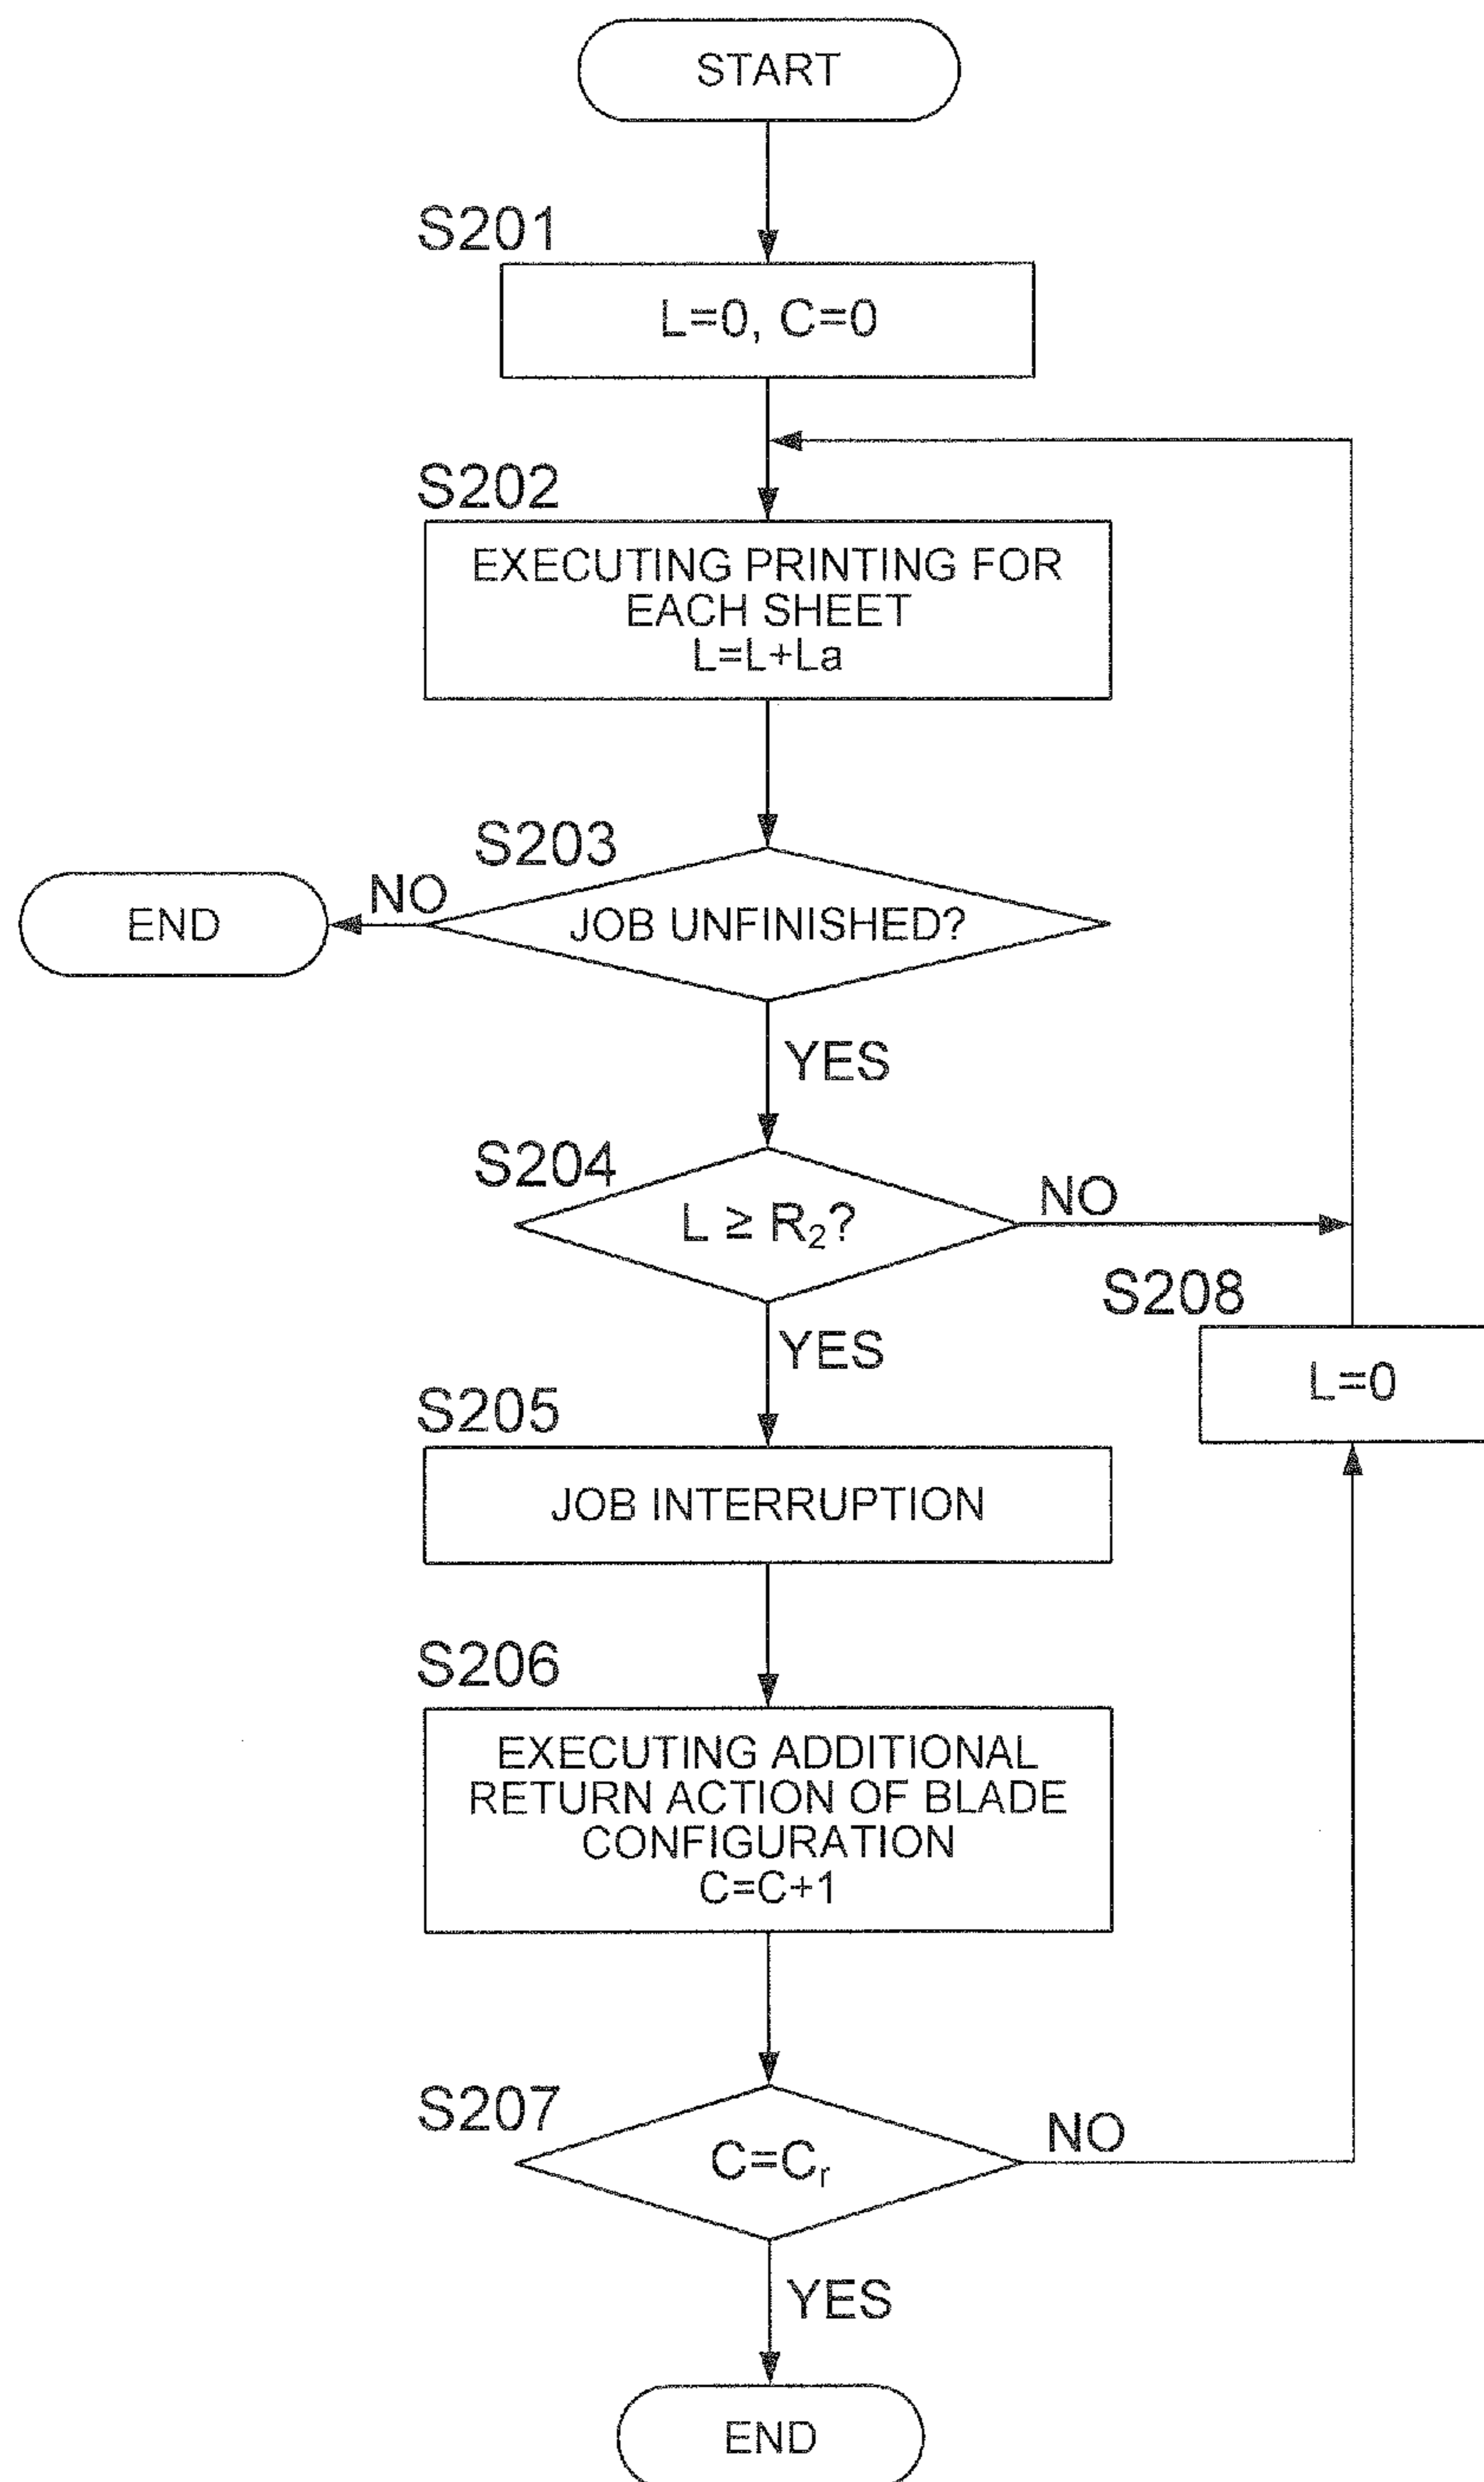 START
S201
L=0, C=0
S202
EXECUTING PRINTING FOR
EACH SHEET
L=L+La
S203
JOB UNFINISHED?
NO
END
YES
S204
L ≥ R₂?
NO
YES
S208
L=0
S205
JOB INTERRUPTION
S206
EXECUTING ADDITIONAL
RETURN ACTION OF BLADE
CONFIGURATION
C=C+1
S207
C=Cᵣ
NO
YES
END